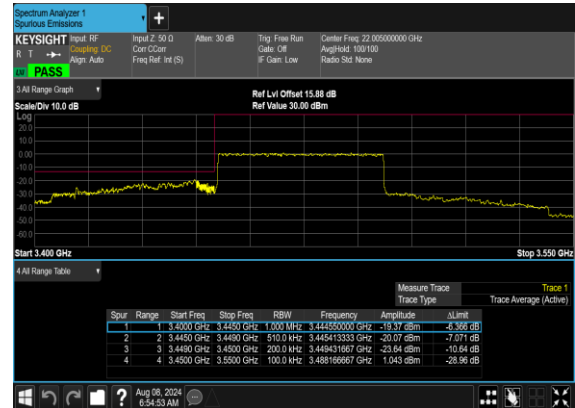 Spectrum Analyzer 1
Spurious Emissions
+
KEYSIGHT Input: RF Input Z: 50 Ω Atten: 30 dB Trig: Free Run Center Freq: 22.005000000 GHz
R T Coupling: DC Corr CCorr Gate: Off Avg|Hold: 100/100
Align: Auto Freq Ref: Int (S) IF Gain: Low Radio Std: None
LW PASS
3 All Range Graph
Ref Lvl Offset 15.88 dB
Scale/Div 10.0 dB Ref Value 30.00 dBm
Log
20.0
10.0
0.00
-10.0
-20.0
-30.0
-40.0
-50.0
-60.0
Start 3.400 GHz Stop 3.550 GHz
4 All Range Table
Measure Trace Trace 1
Trace Type Trace Average (Active)
Spur Range Start Freq Stop Freq RBW Frequency Amplitude ΔLimit
1 1 3.4000 GHz 3.4450 GHz 1.000 MHz 3.444550000 GHz -19.37 dBm -6.366 dB
2 2 3.4450 GHz 3.4490 GHz 510.0 kHz 3.445413333 GHz -20.07 dBm -7.071 dB
3 3 3.4490 GHz 3.4500 GHz 200.0 kHz 3.449431667 GHz -23.64 dBm -10.64 dB
4 4 3.4500 GHz 3.5500 GHz 100.0 kHz 3.488166667 GHz 1.043 dBm -28.96 dB
? Aug 08, 2024
6:54:53 AM